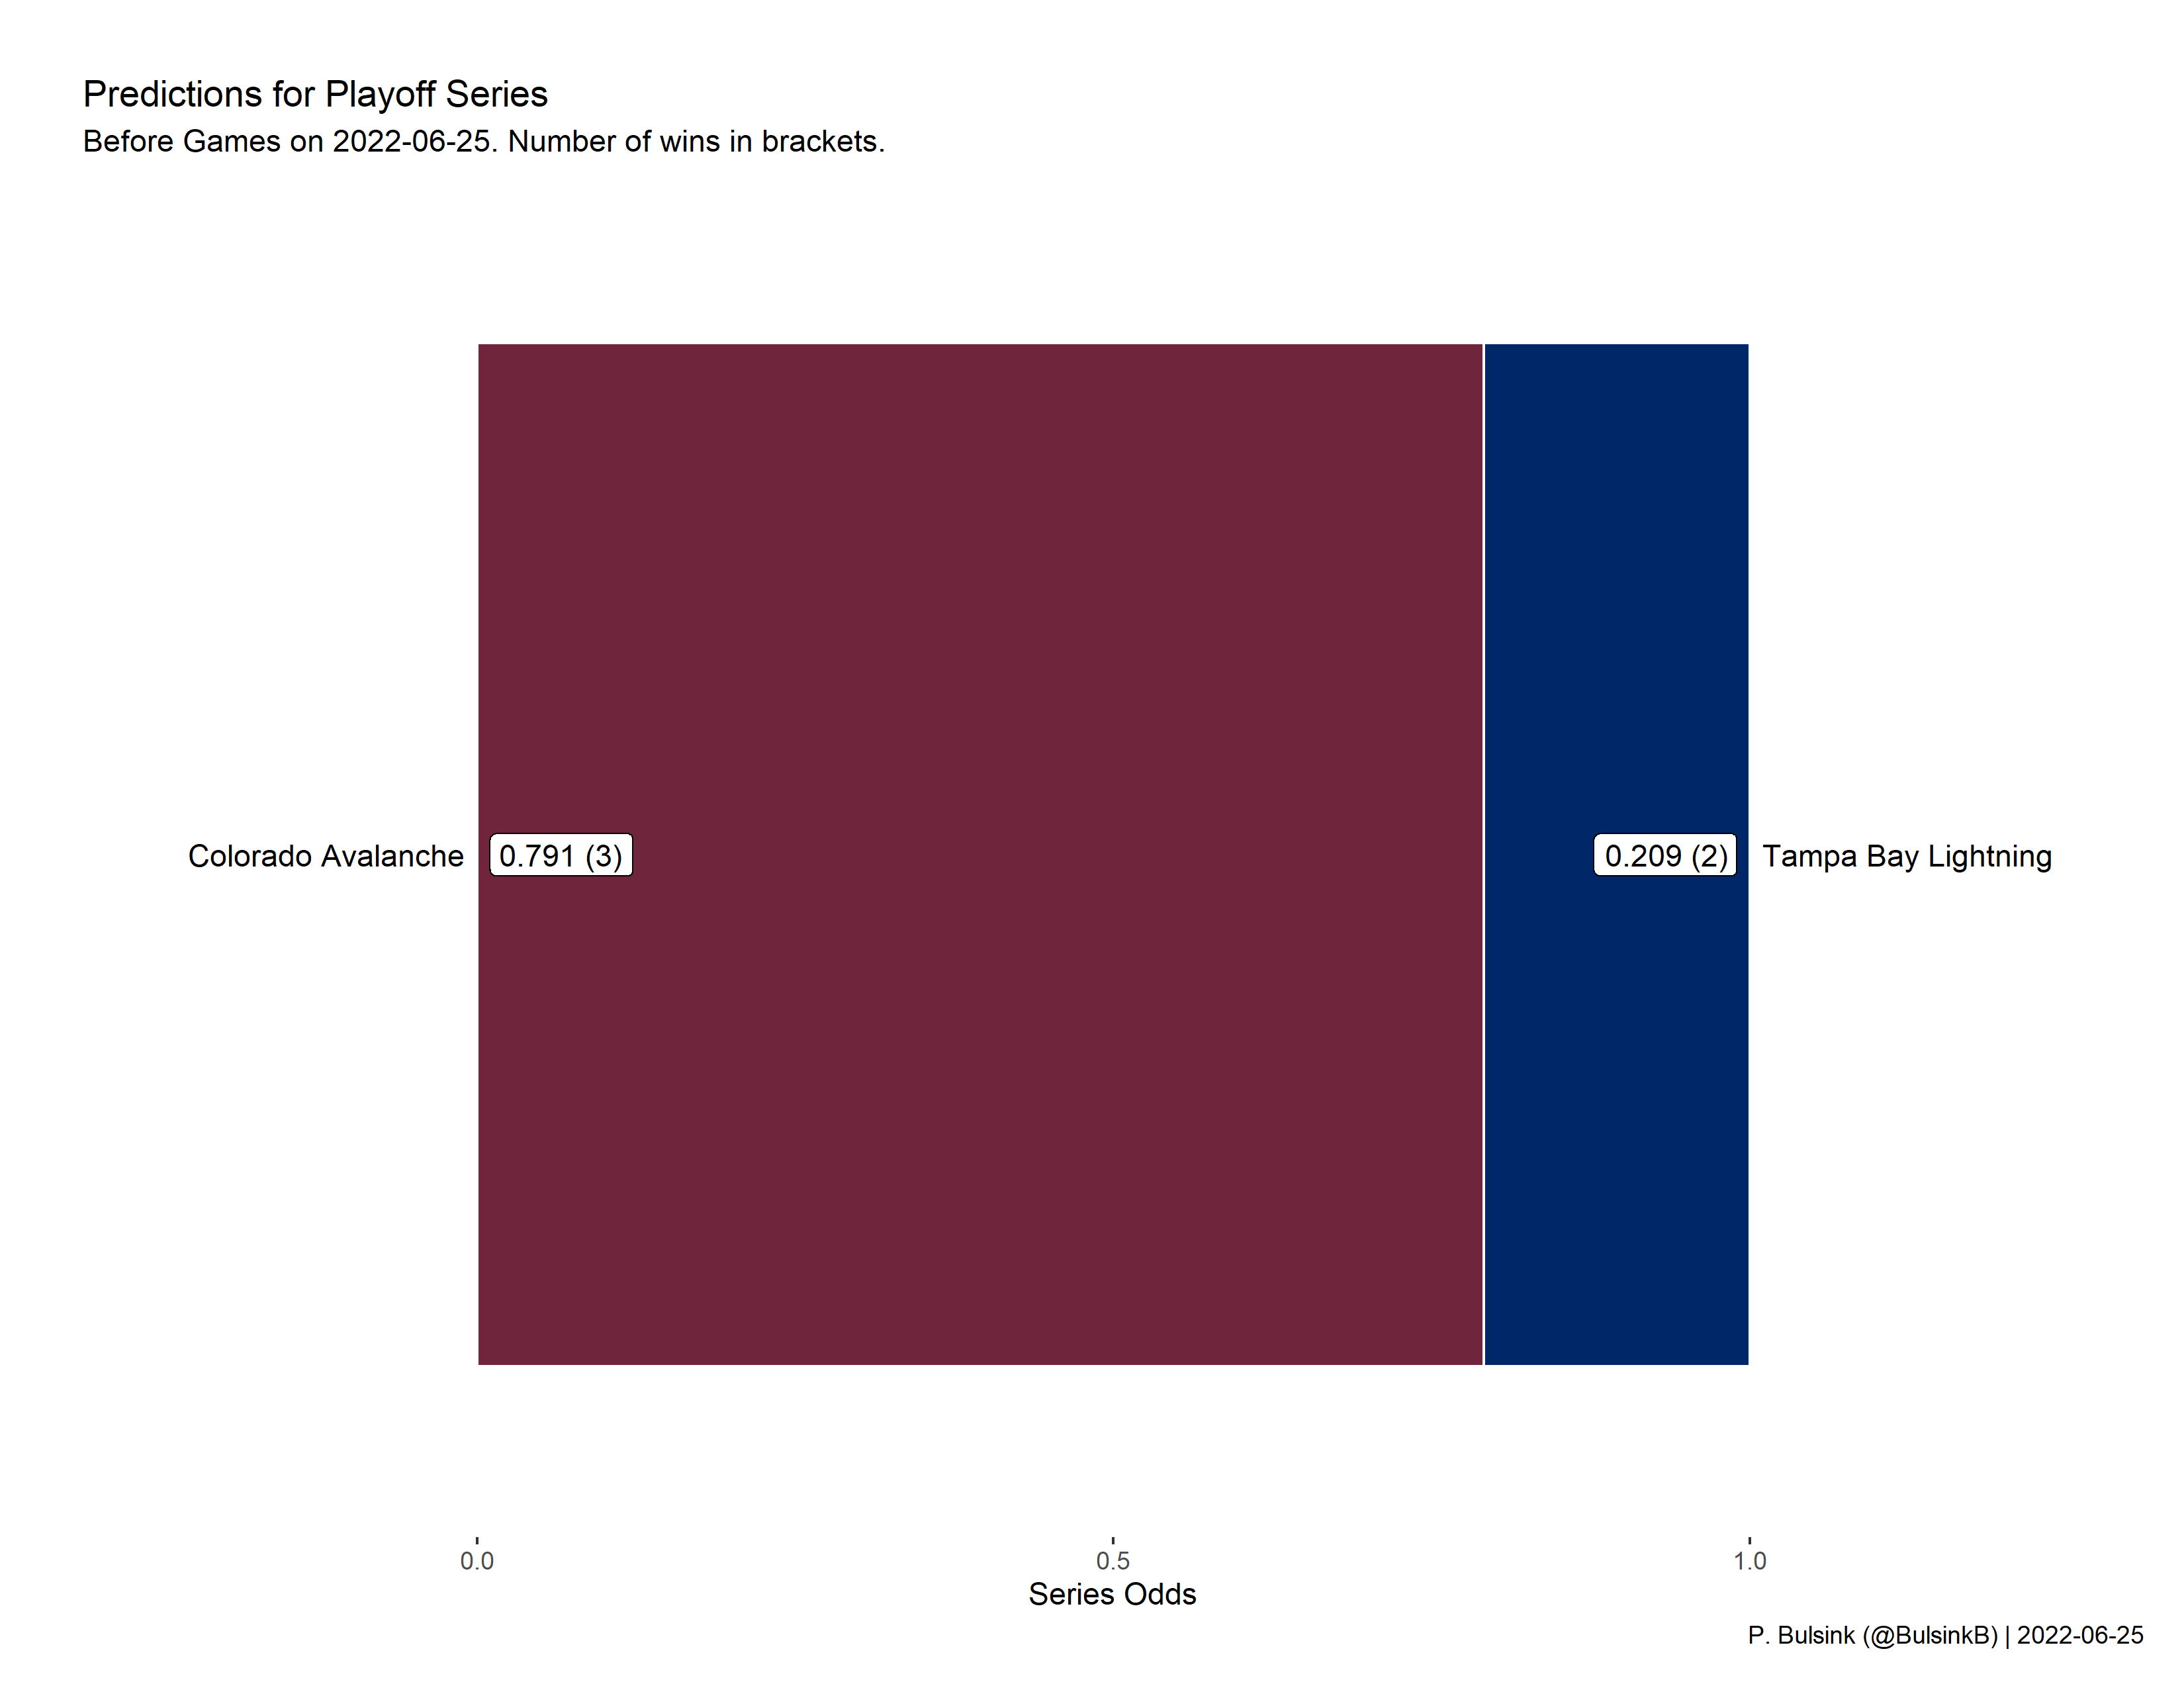 Predictions for Playoff Series
Before Games on 2022-06-25. Number of wins in brackets.
Colorado Avalanche 0.791 (3) 0.209 (2) Tampa Bay Lightning
0.0 0.5 1.0
Series Odds
P. Bulsink (@BulsinkB) | 2022-06-25